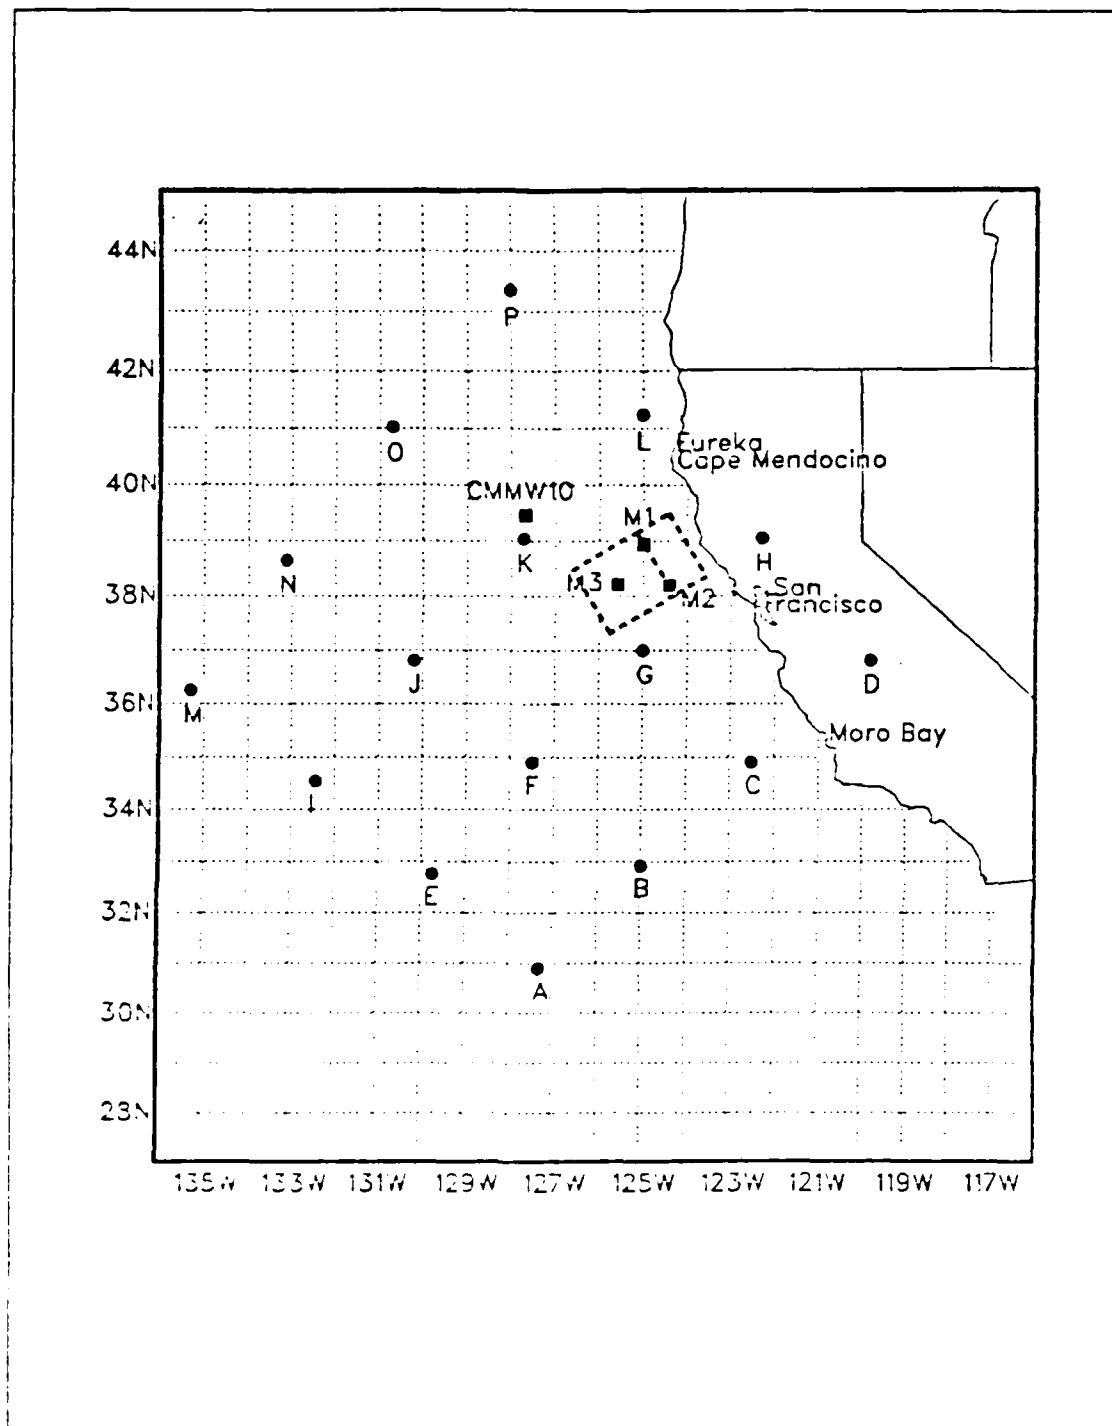 44N
P
42N
L
Eureka
O
Cape Mendocino
40N
CMMW10
M1
K
H
N
M3
San
38N
M2
Francisco
J
G
D
36N
M
Moro Bay
F
C
34N
I
E
B
32N
A
30N
23N
135W 133W 131W 129W 127W 125W 123W 121W 119W 117W